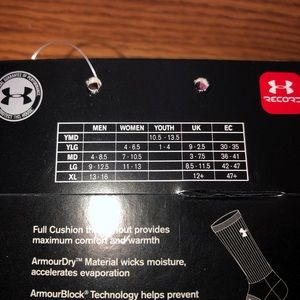 RECORD
MEN WOMEN YOUTH UK EC
YMD 10.5 - 13.5
YLG 4 - 6.5 1 - 4 9 - 2.5 30 - 35
MD 4 - 8.5 7 - 10.5 3 - 7.5 36 - 41
LG 9 - 12.5 11 - 13 8.5 - 11.5 42 - 47
XL 13 - 16 12+ 47+
Full Cushion throughout provides
maximum comfort and warmth
ArmourDry™ Material wicks moisture,
accelerates evaporation
ArmourBlock® Technology helps prevent